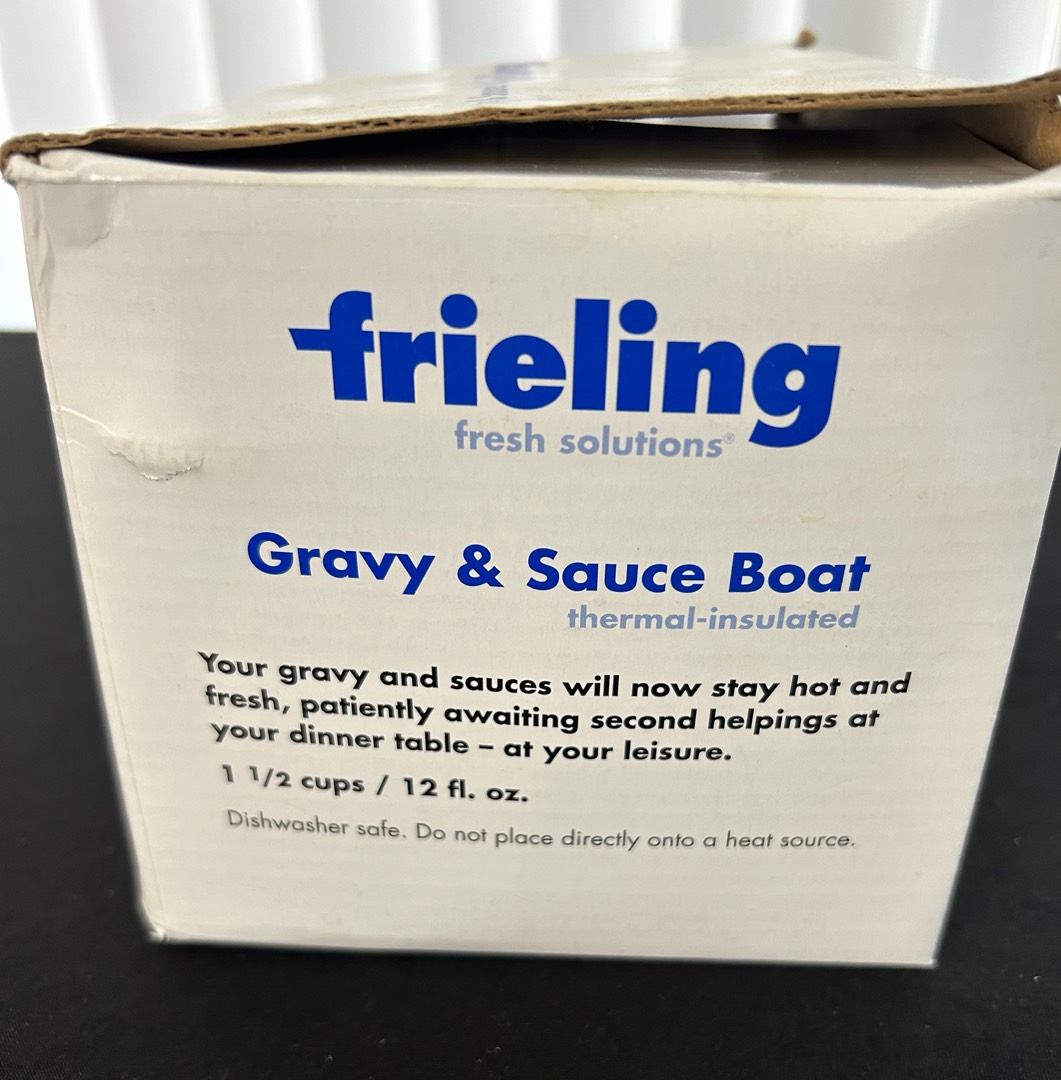 frieling
fresh solutions®
Gravy & Sauce Boat
thermal-insulated
Your gravy and sauces will now stay hot and
fresh, patiently awaiting second helpings at
your dinner table – at your leisure.
1 1/2 cups / 12 fl. oz.
Dishwasher safe. Do not place directly onto a heat source.